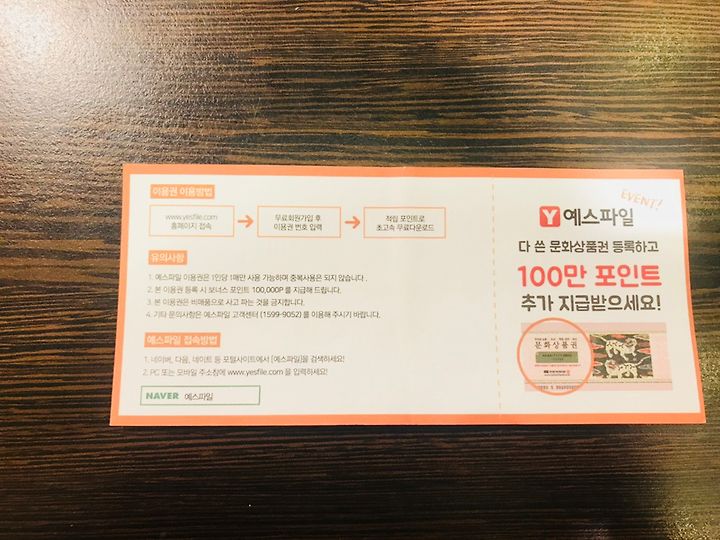 이용권 이용방법
www.yesfile.com
홈페이지 접속
무료회원가입 후
이용권 번호 입력
적립 포인트로
초고속 무료다운로드
유의사항
1. 예스파일 이용권은 1인당 1매만 사용 가능하며 중복사용은 되지 않습니다.
2. 본 이용권 등록 시 보너스 포인트 100,000P 를 지급해 드립니다.
3. 본 이용권은 비매품으로 사고 파는 것을 금지합니다.
4. 기타 문의사항은 예스파일 고객센터 (1599-9052)를 이용해 주시기 바랍니다.
예스파일 접속방법
1. 네이버, 다음, 네이트 등 포털사이트에서 [예스파일]을 검색하세요!
2. PC 또는 모바일 주소창에 www.yesfile.com 을 입력하세요!
NAVER 예스파일
EVENT!
Y 예스파일
다 쓴 문화상품권 등록하고
100만 포인트
추가 지급받으세요!
문화상품권